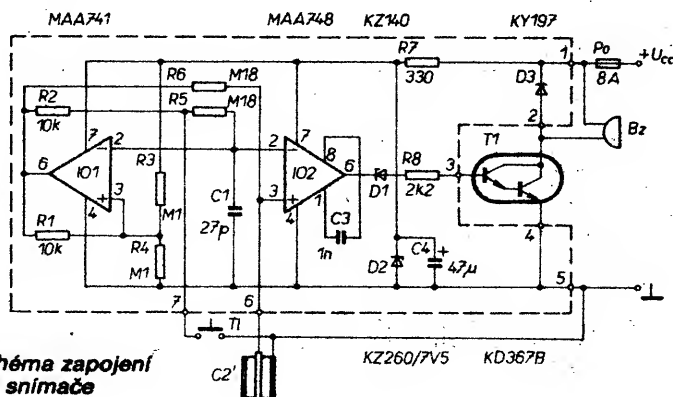 MAA741 MAA748 KZ140 KY197
R7 330
1 Po 8A +Ucc
R6 M18
R2 10k
R5 M18
D3
2
Bz
7 2
R3
7
2 8
T1
6 IO1
IO2 6
R8 3
D1 2k2
3
4
C1 27p
3
4
1 C3
1n
M1
R1 10k
R4 M1
D2
C4 + 47µ
4
5
7 6
Tl
C2'
KZ260/7V5 KD367B
héma zapojení
snímače